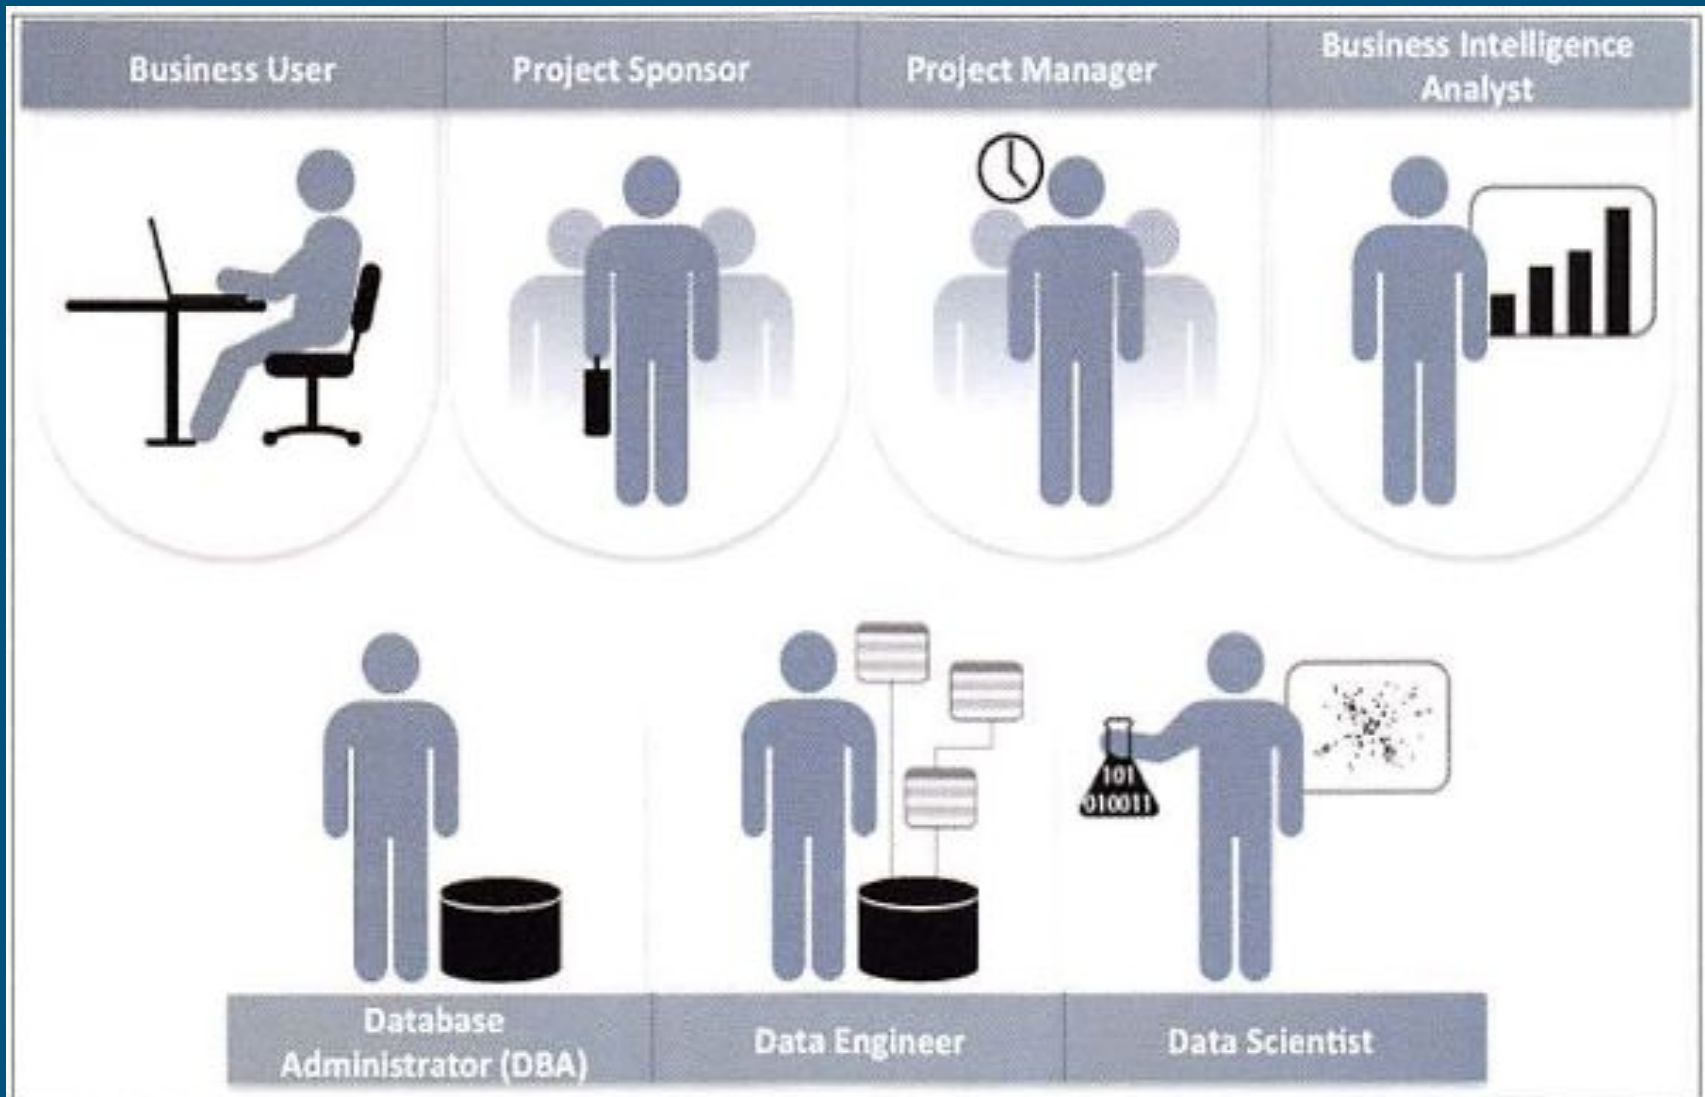 Business User
Project Sponsor
Project Manager
Business Intelligence
Analyst
101
010011
Database
Administrator (DBA)
Data Engineer
Data Scientist